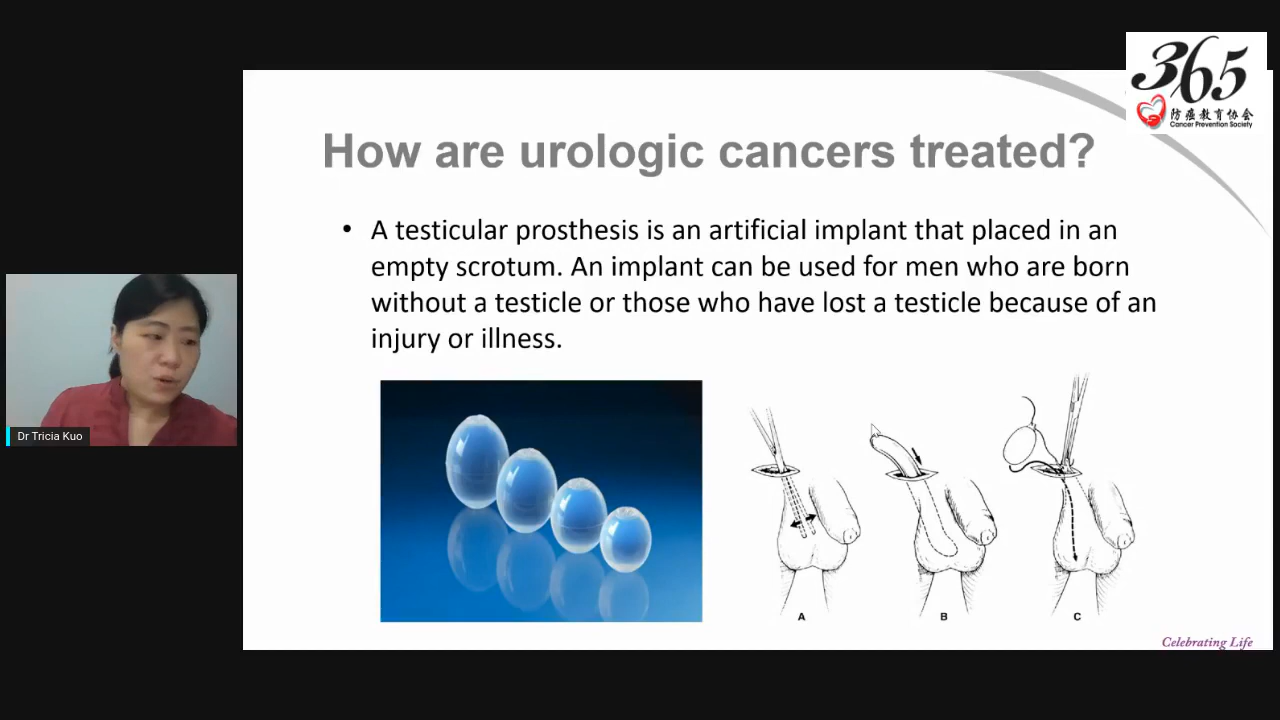 365
防癌教育协会
Cancer Prevention Society
How are urologic cancers treated?
• A testicular prosthesis is an artificial implant that placed in an
empty scrotum. An implant can be used for men who are born
without a testicle or those who have lost a testicle because of an
injury or illness.
Dr Tricia Kuo
A B C
Celebrating Life